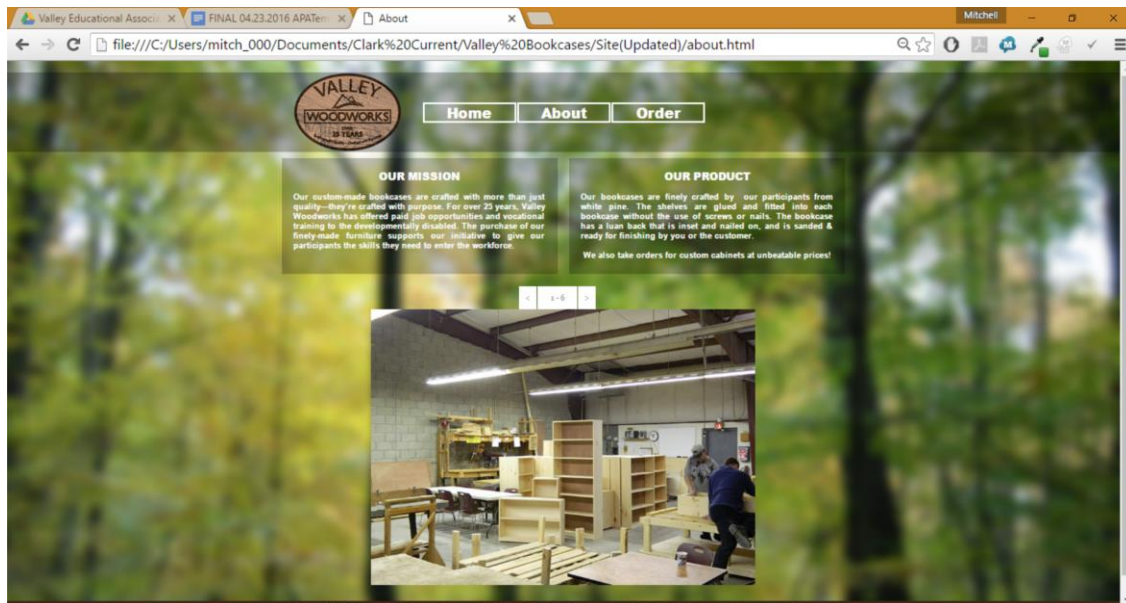 Valley Educational Associ
FINAL 04.23.2016 APATem
About
Mitchell
file:///C:/Users/mitch_000/Documents/Clark%20Current/Valley%20Bookcases/Site(Updated)/about.html
VALLEY
WOODWORKS
OVER
25 YEARS
Home
About
Order
OUR MISSION
Our custom-made bookcases are crafted with more than just
quality—they're crafted with purpose. For over 25 years, Valley
Woodworks has offered paid job opportunities and vocational
training to the developmentally disabled. The purchase of our
finely-made furniture supports our initiative to give our
participants the skills they need to enter the workforce.
OUR PRODUCT
Our bookcases are finely crafted by our participants from
white pine. The shelves are glued and fitted into each
bookcase without the use of screws or nails. The bookcase
has a luan back that is inset and nailed on, and is sanded &
ready for finishing by you or the customer.
We also take orders for custom cabinets at unbeatable prices!
< 1-6 >